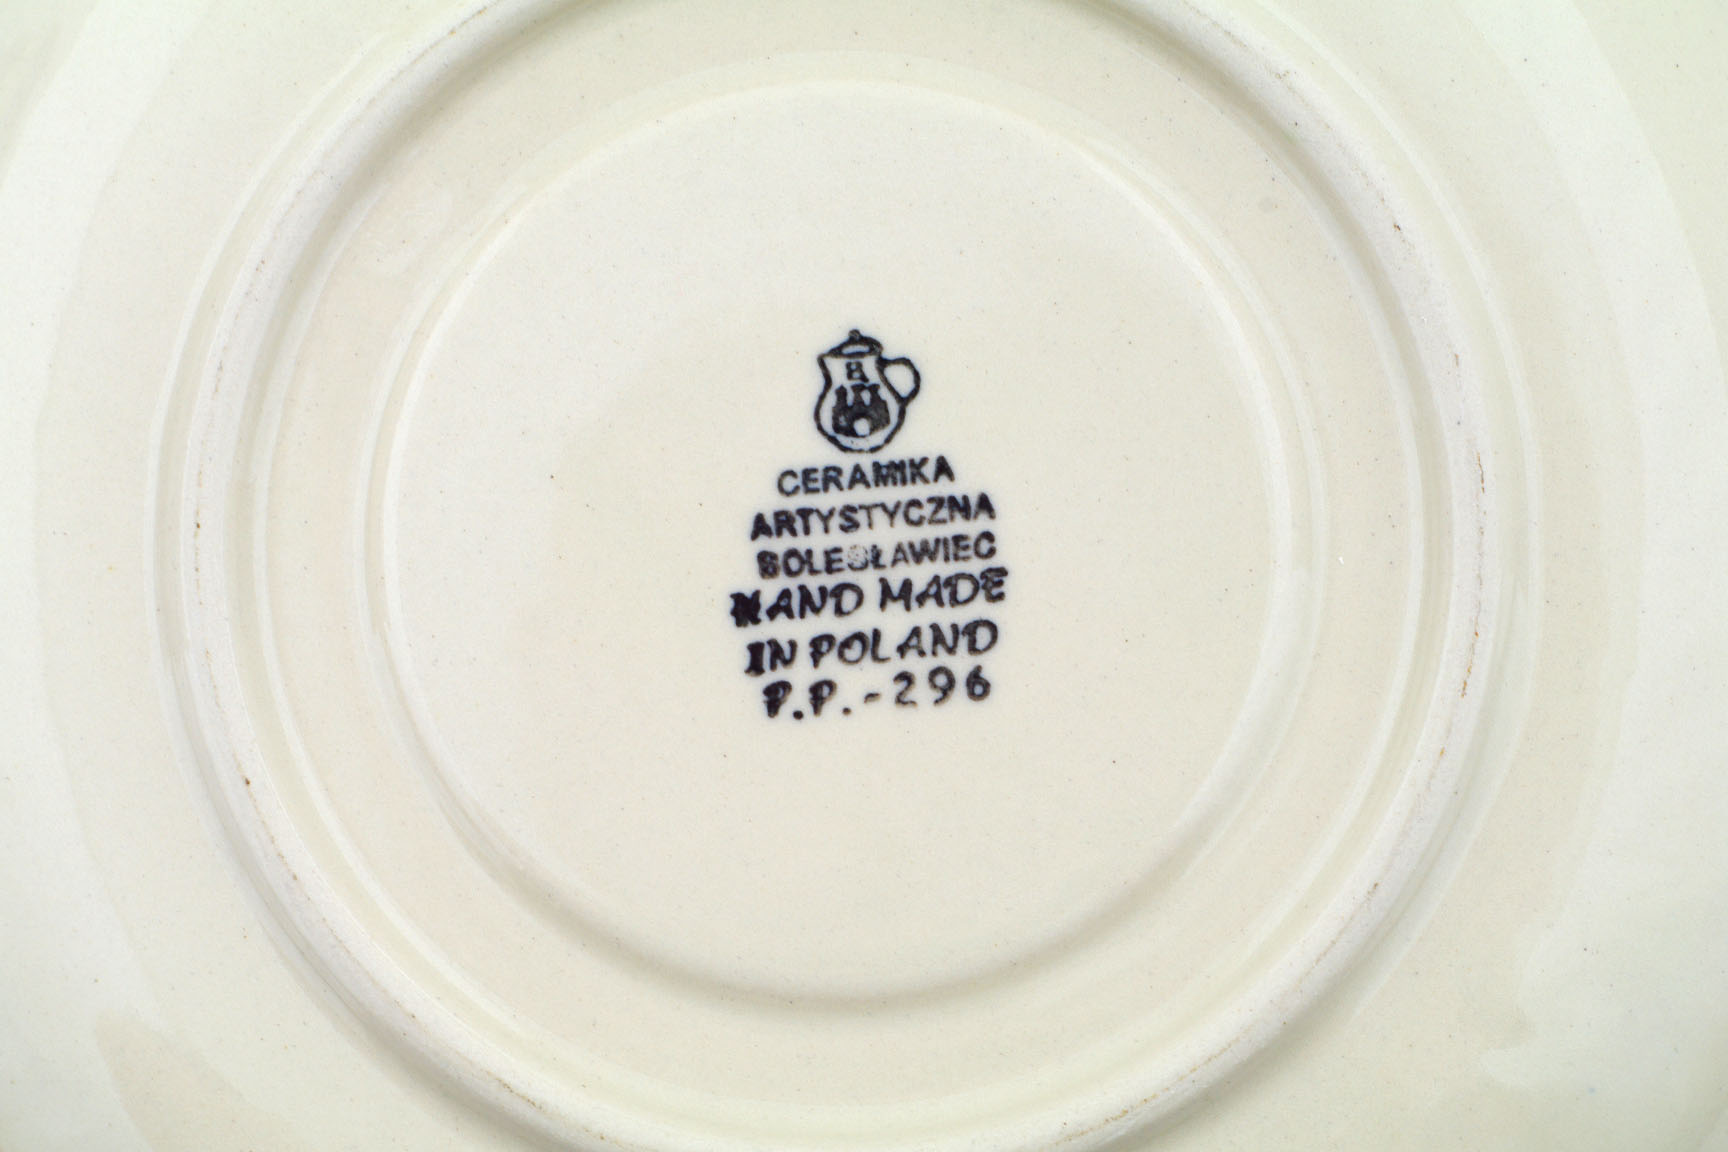 B
CERAMIKA
ARTYSTYCZNA
BOLESŁAWIEC
HAND MADE
IN POLAND
P.P.-296